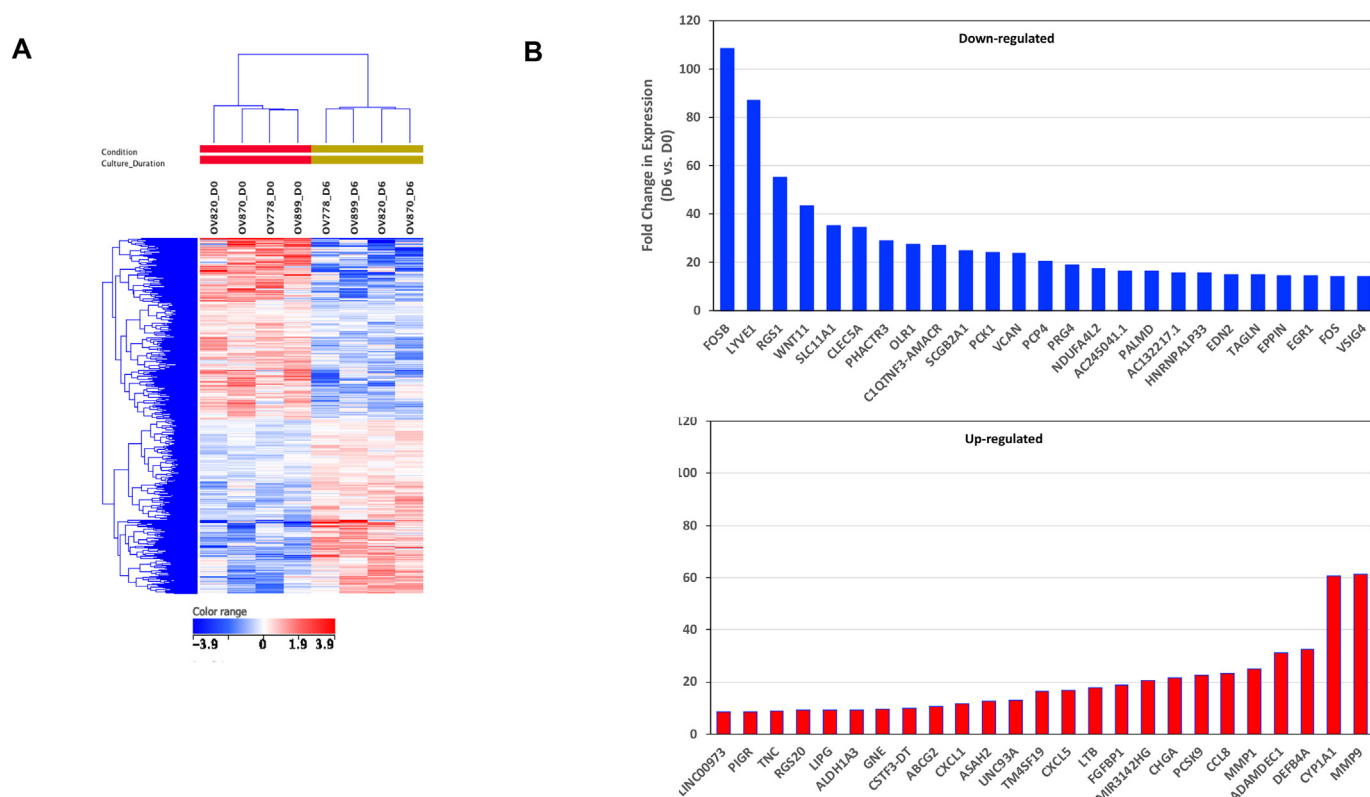 A
Condition
Culture_Duration
OV820_D0
OV870_D0
OV778_D0
OV899_D0
OV778_D6
OV899_D6
OV820_D6
OV870_D6
Color range
−3.9 0 1.9 3.9
B
Down-regulated
Fold Change in Expression
(D6 vs. D0)
120
100
80
60
40
20
0
FOSB
LYVE1
RGS1
WNT11
SLC11A1
CLEC5A
PHACTR3
OLR1
C1QTNF3-AMACR
SCGB2A1
PCK1
VCAN
PCP4
PRG4
NDUFA4L2
AC245041.1
PALMD
AC132217.1
HNRNPA1P33
EDN2
TAGLN
EPPIN
EGR1
FOS
VSIG4
Up-regulated
120
100
80
60
40
20
0
LINC00973
PIGR
TNC
RGS20
LIPG
ALDH1A3
GNE
CSTF3-DT
ABCG2
CXCL1
ASAH2
UNC93A
TM4SF19
CXCL5
LTB
FGFBP1
MIR3142HG
CHGA
PCSK9
CCL8
MMP1
ADAMDEC1
DEFB4A
CYP1A1
MMP9